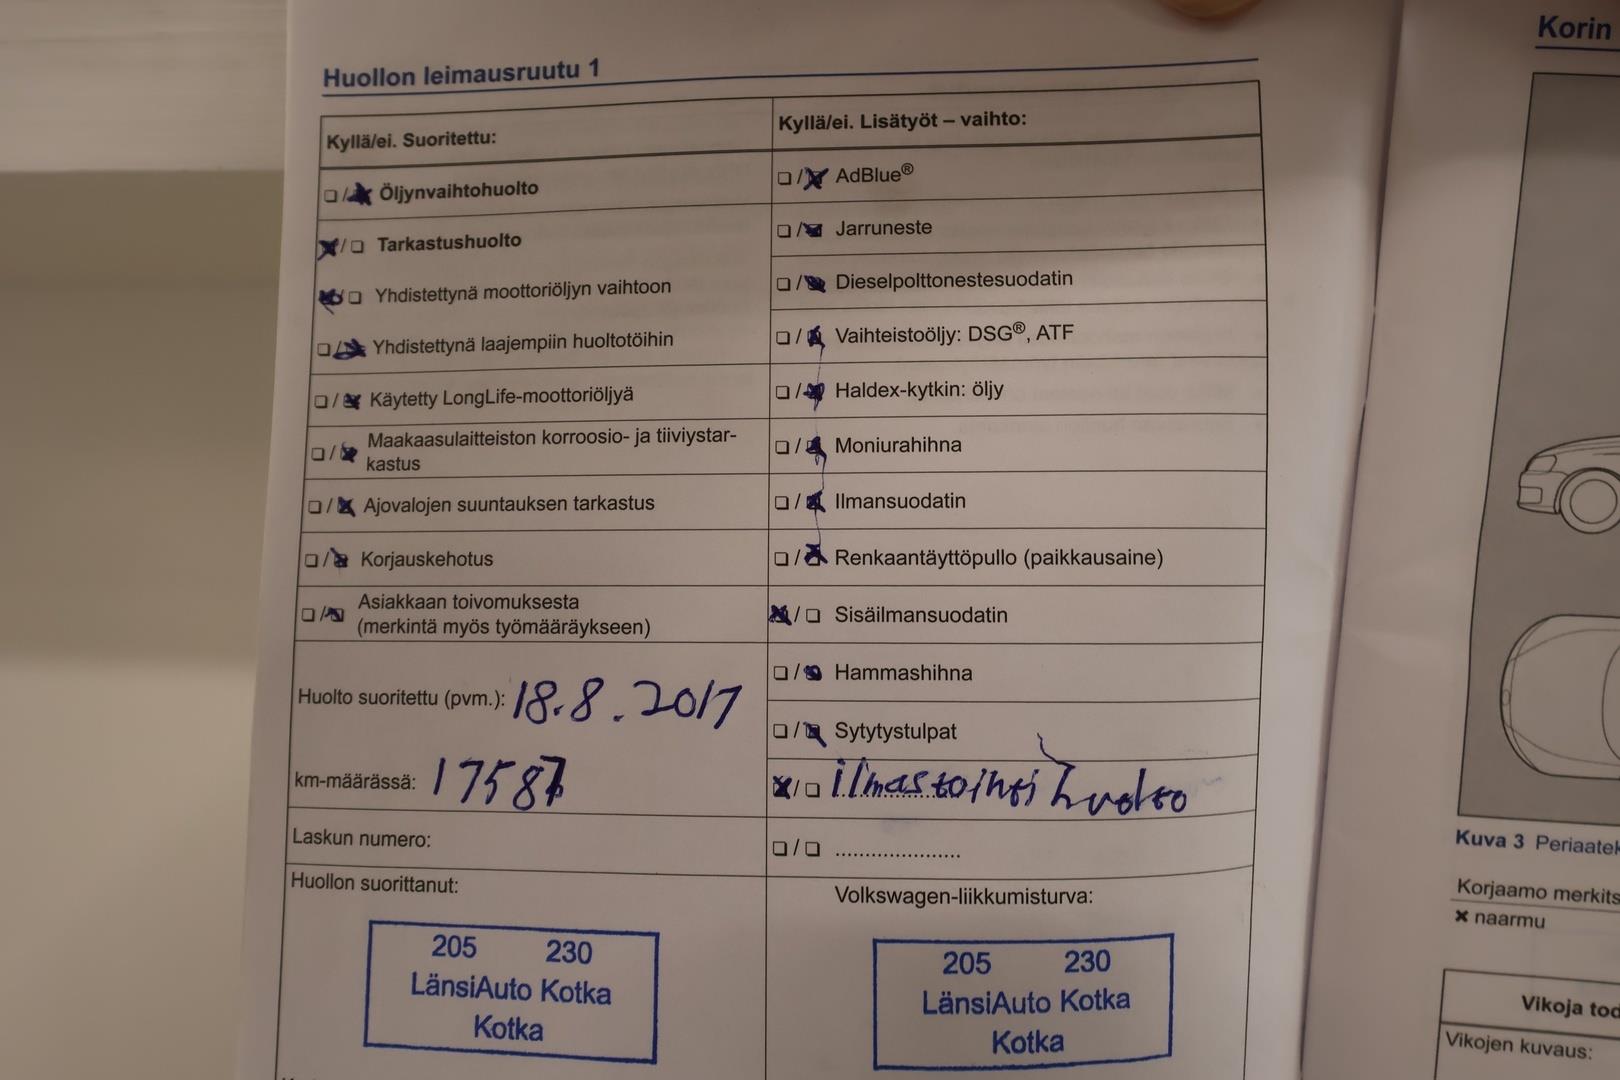 Huollon leimausruutu 1
Kyllä/ei. Suoritettu:
☐/☒ Öljynvaihtohuolto
☒/☐ Tarkastushuolto
☒/☐ Yhdistettynä moottoriöljyn vaihtoon
☐/☒ Yhdistettynä laajempiin huoltotöihin
☐/☒ Käytetty LongLife-moottoriöljyä
☐/☒ Maakaasulaitteiston korroosio- ja tiiviystar-
kastus
☐/☒ Ajovalojen suuntauksen tarkastus
☐/☒ Korjauskehotus
☐/☒ Asiakkaan toivomuksesta
(merkintä myös työmääräykseen)
Huolto suoritettu (pvm.): 18.8.2017
km-määrässä: 17587
Laskun numero:
Huollon suorittanut:
205 230
LänsiAuto Kotka
Kotka
Kyllä/ei. Lisätyöt – vaihto:
☐/☒ AdBlue®
☐/☒ Jarruneste
☐/☒ Dieselpolttonestesuodatin
☐/☒ Vaihteistoöljy: DSG®, ATF
☐/☒ Haldex-kytkin: öljy
☐/☒ Moniurahihna
☐/☒ Ilmansuodatin
☐/☒ Renkaantäyttöpullo (paikkausaine)
☒/☐ Sisäilmansuodatin
☐/☒ Hammashihna
☐/☒ Sytytystulpat
☒/☐ ilmastointi huolto
☐/☐ .....................
Volkswagen-liikkumisturva:
205 230
LänsiAuto Kotka
Kotka
Korin
Kuva 3
Korjaamo
✖ naarmu
Vikoja
Vikojen kuvaus: